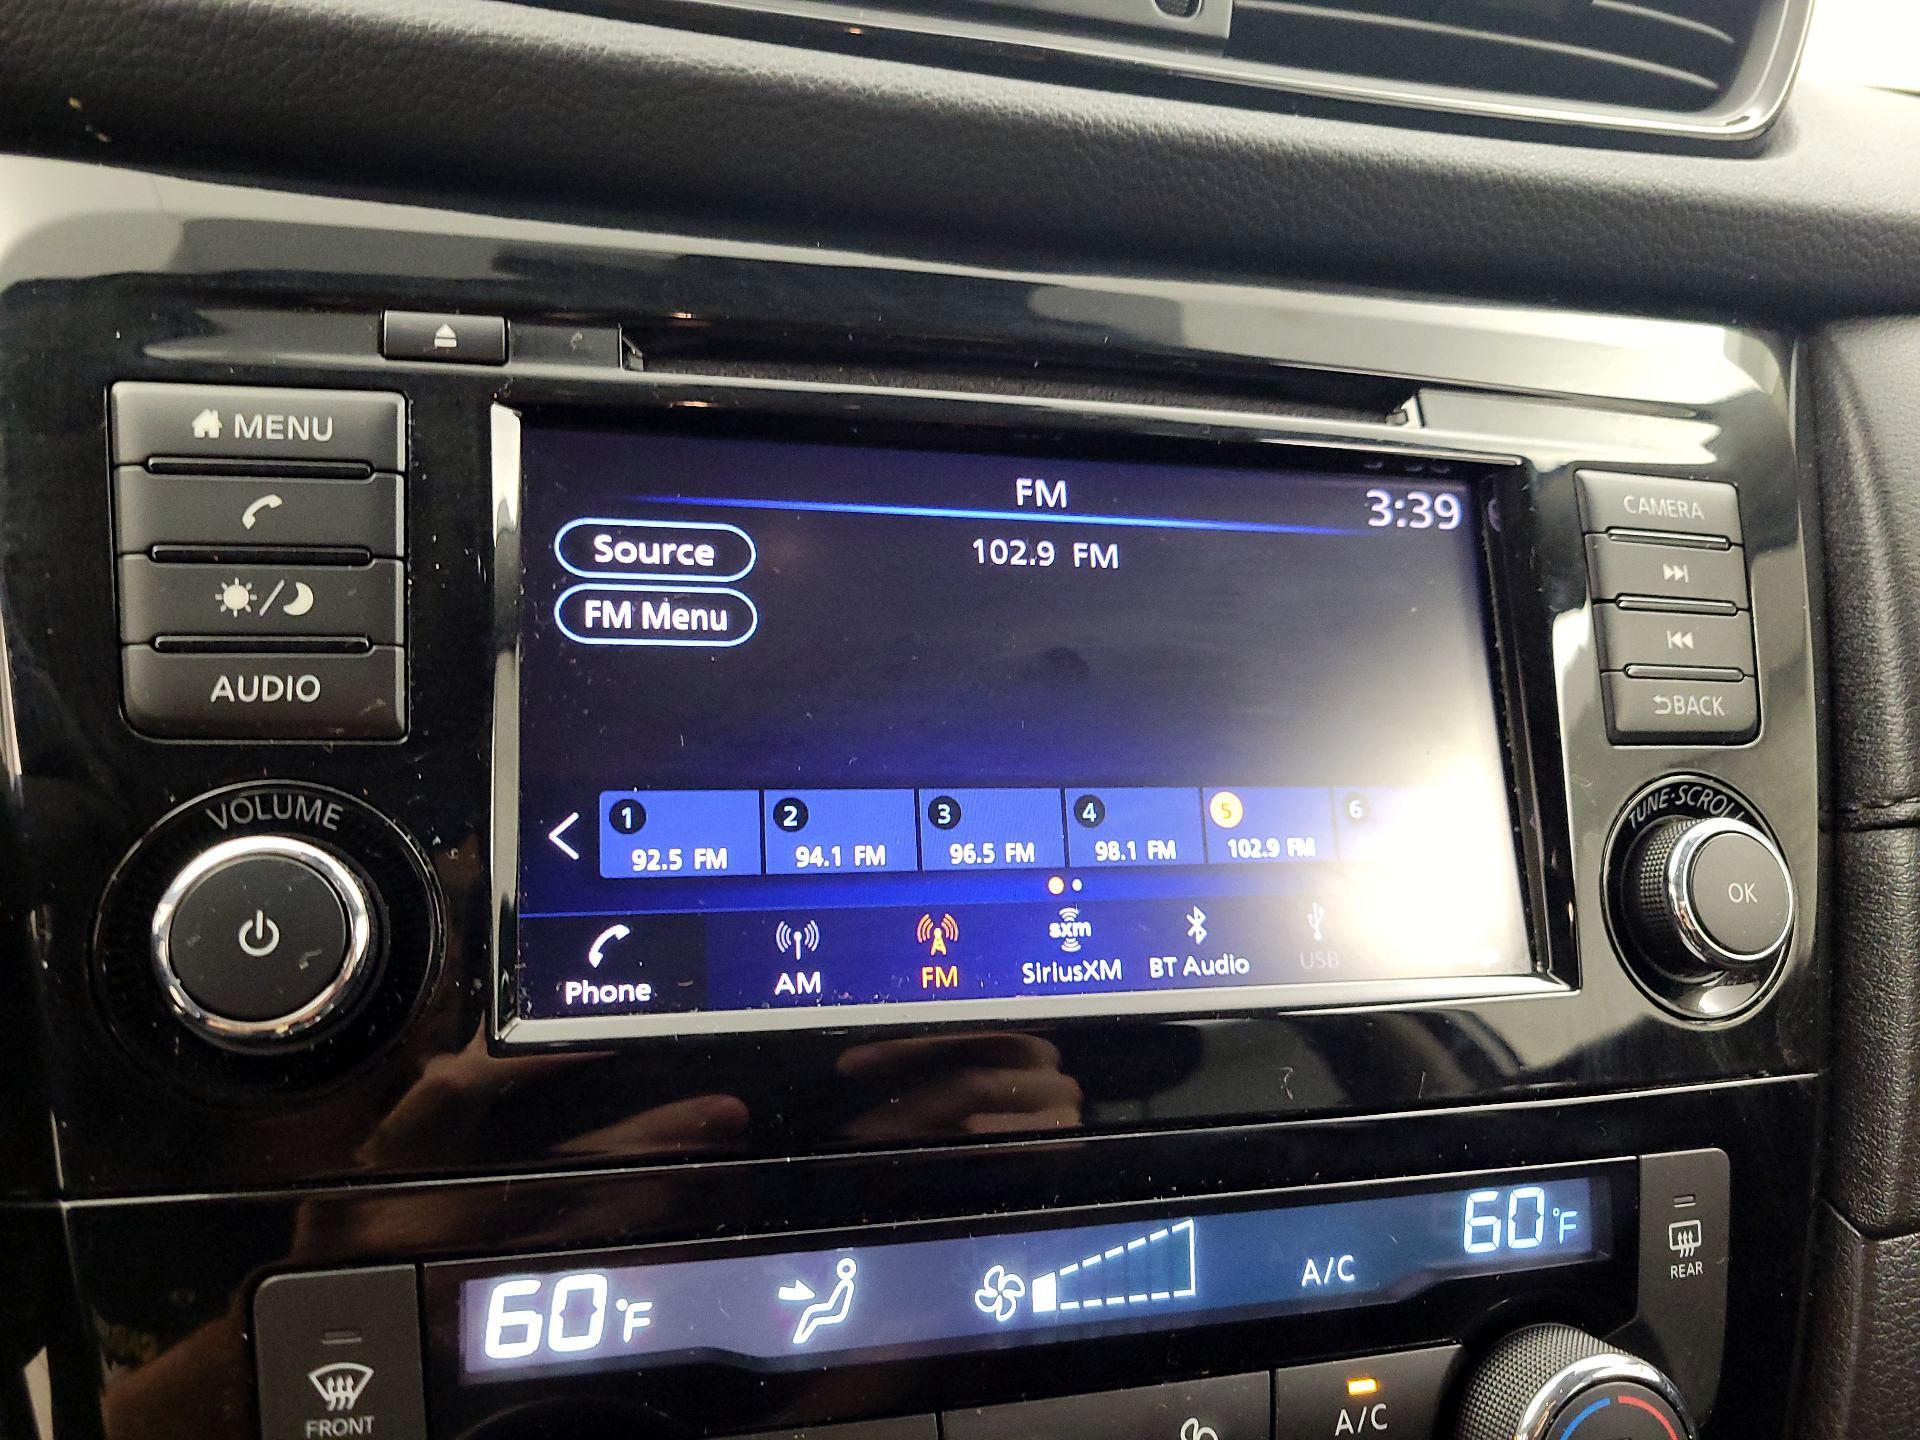 MENU
AUDIO
VOLUME
FM
3:39
Source
102.9 FM
FM Menu
1
2
3
4
5
6
92.5 FM
94.1 FM
96.5 FM
98.1 FM
102.9 FM
Phone
AM
FM
sxm
SiriusXM
BT Audio
USB
CAMERA
BACK
TUNE·SCROLL
OK
60°F
A/C
60°F
REAR
FRONT
A/C